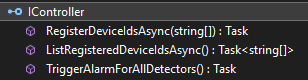 IController
RegisterDeviceIdsAsync(string[]) : Task
ListRegisteredDeviceIdsAsync() : Task<string[]>
TriggerAlarmForAllDetectors() : Task